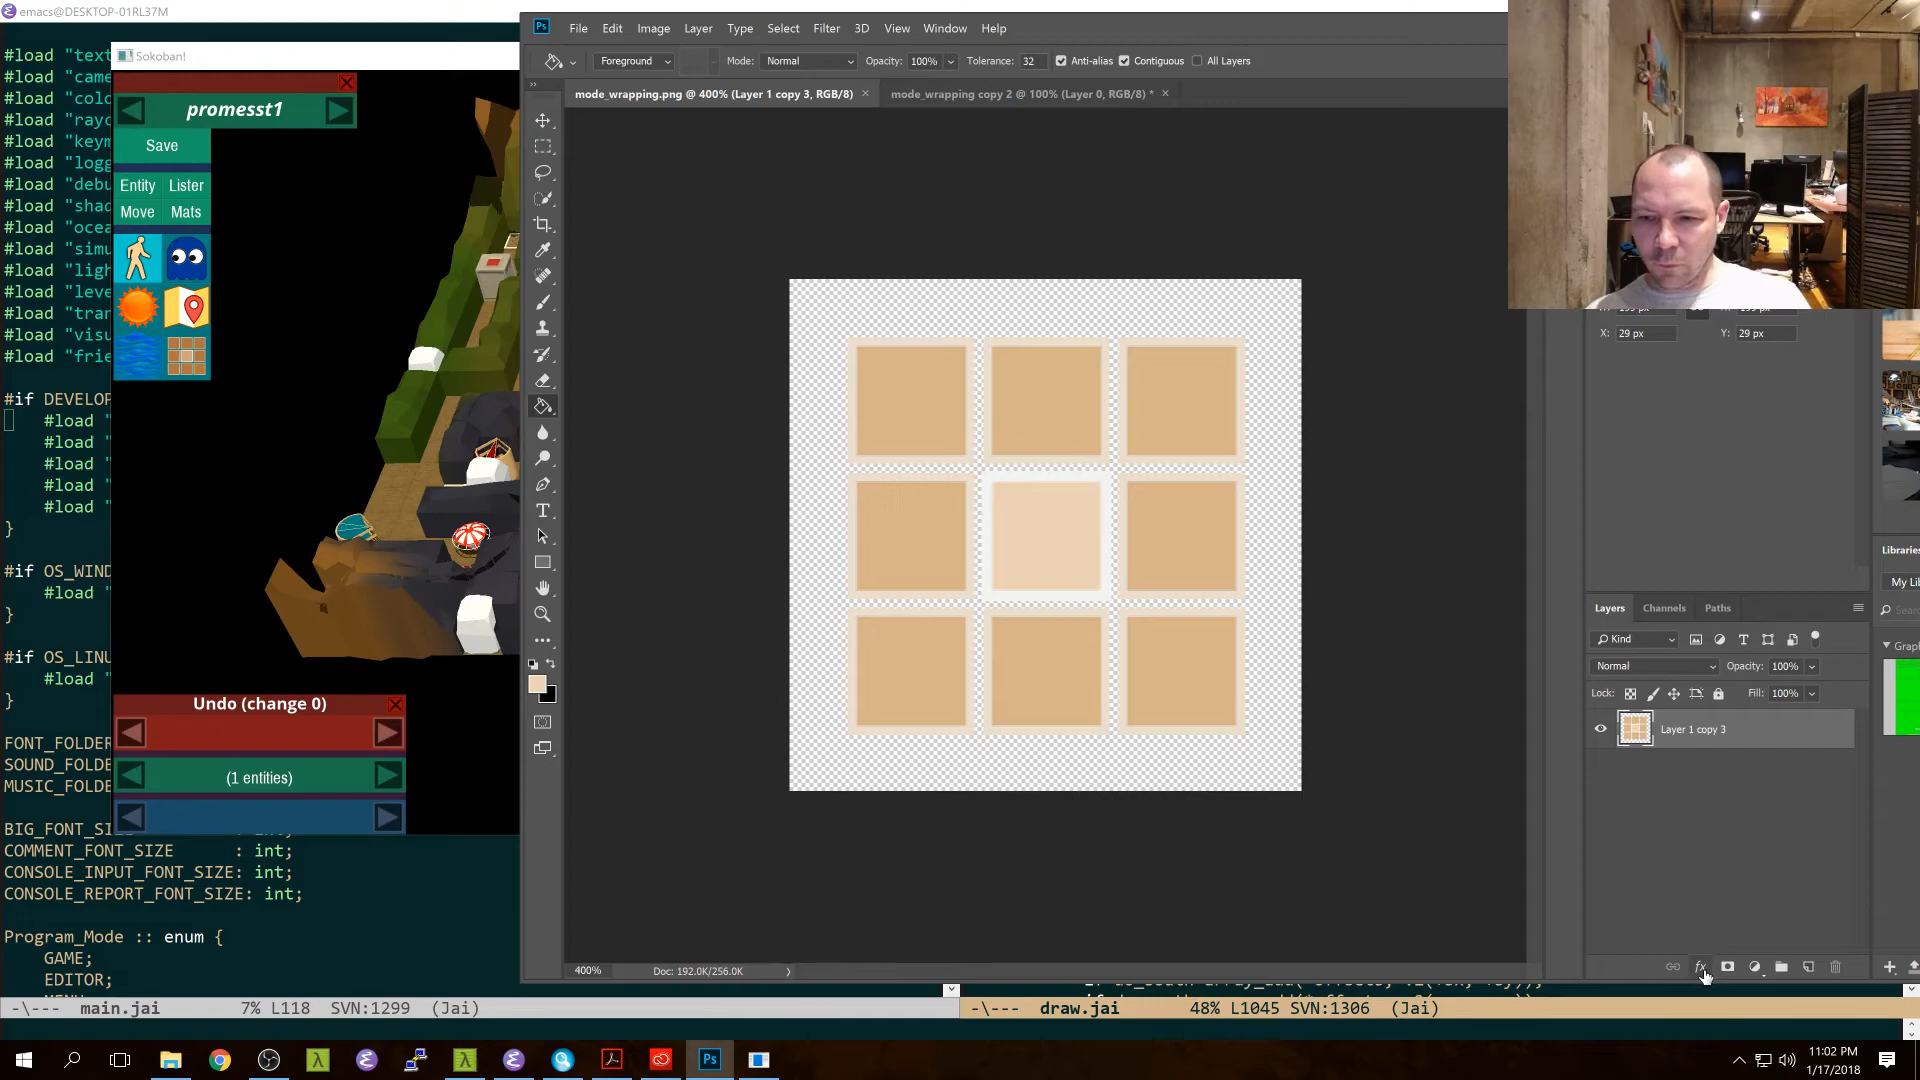 emacs@DESKTOP-01RL37M
#load "text
#load "came
#load "colo
#load "rayc
#load "keym
#load "logg
#load "debu
#load "shad
#load "ocea
#load "simu
#load "ligh
#load "leve
#load "tran
#load "visu
#load "frie
#if DEVELOP
#load "
#load "
#load "
#load "
#load "
}
#if OS_WIND
#load "
}
#if OS_LINU
#load "
}
FONT_FOLDER
SOUND_FOLDE
MUSIC_FOLDE
BIG_FONT_SI
COMMENT_FONT_SIZE : int;
CONSOLE_INPUT_FONT_SIZE: int;
CONSOLE_REPORT_FONT_SIZE: int;
Program_Mode :: enum {
GAME;
EDITOR;
-\--- main.jai 7% L118 SVN:1299 (Jai)
-\--- draw.jai 48% L1045 SVN:1306 (Jai)
Sokoban!
promesst1
Save
Entity Lister
Move Mats
Undo (change 0)
(1 entities)
Ps File Edit Image Layer Type Select Filter 3D View Window Help
Foreground Mode: Normal Opacity: 100% Tolerance: 32 Anti-alias Contiguous All Layers
mode_wrapping.png @ 400% (Layer 1 copy 3, RGB/8) × mode_wrapping copy 2 @ 100% (Layer 0, RGB/8) * ×
400% Doc: 192.0K/256.0K
X: 29 px Y: 29 px
Layers Channels Paths
Kind
Normal Opacity: 100%
Lock: Fill: 100%
Layer 1 copy 3
fx
Libraries
My Lib
Sear
Grap
Ps
11:02 PM
1/17/2018